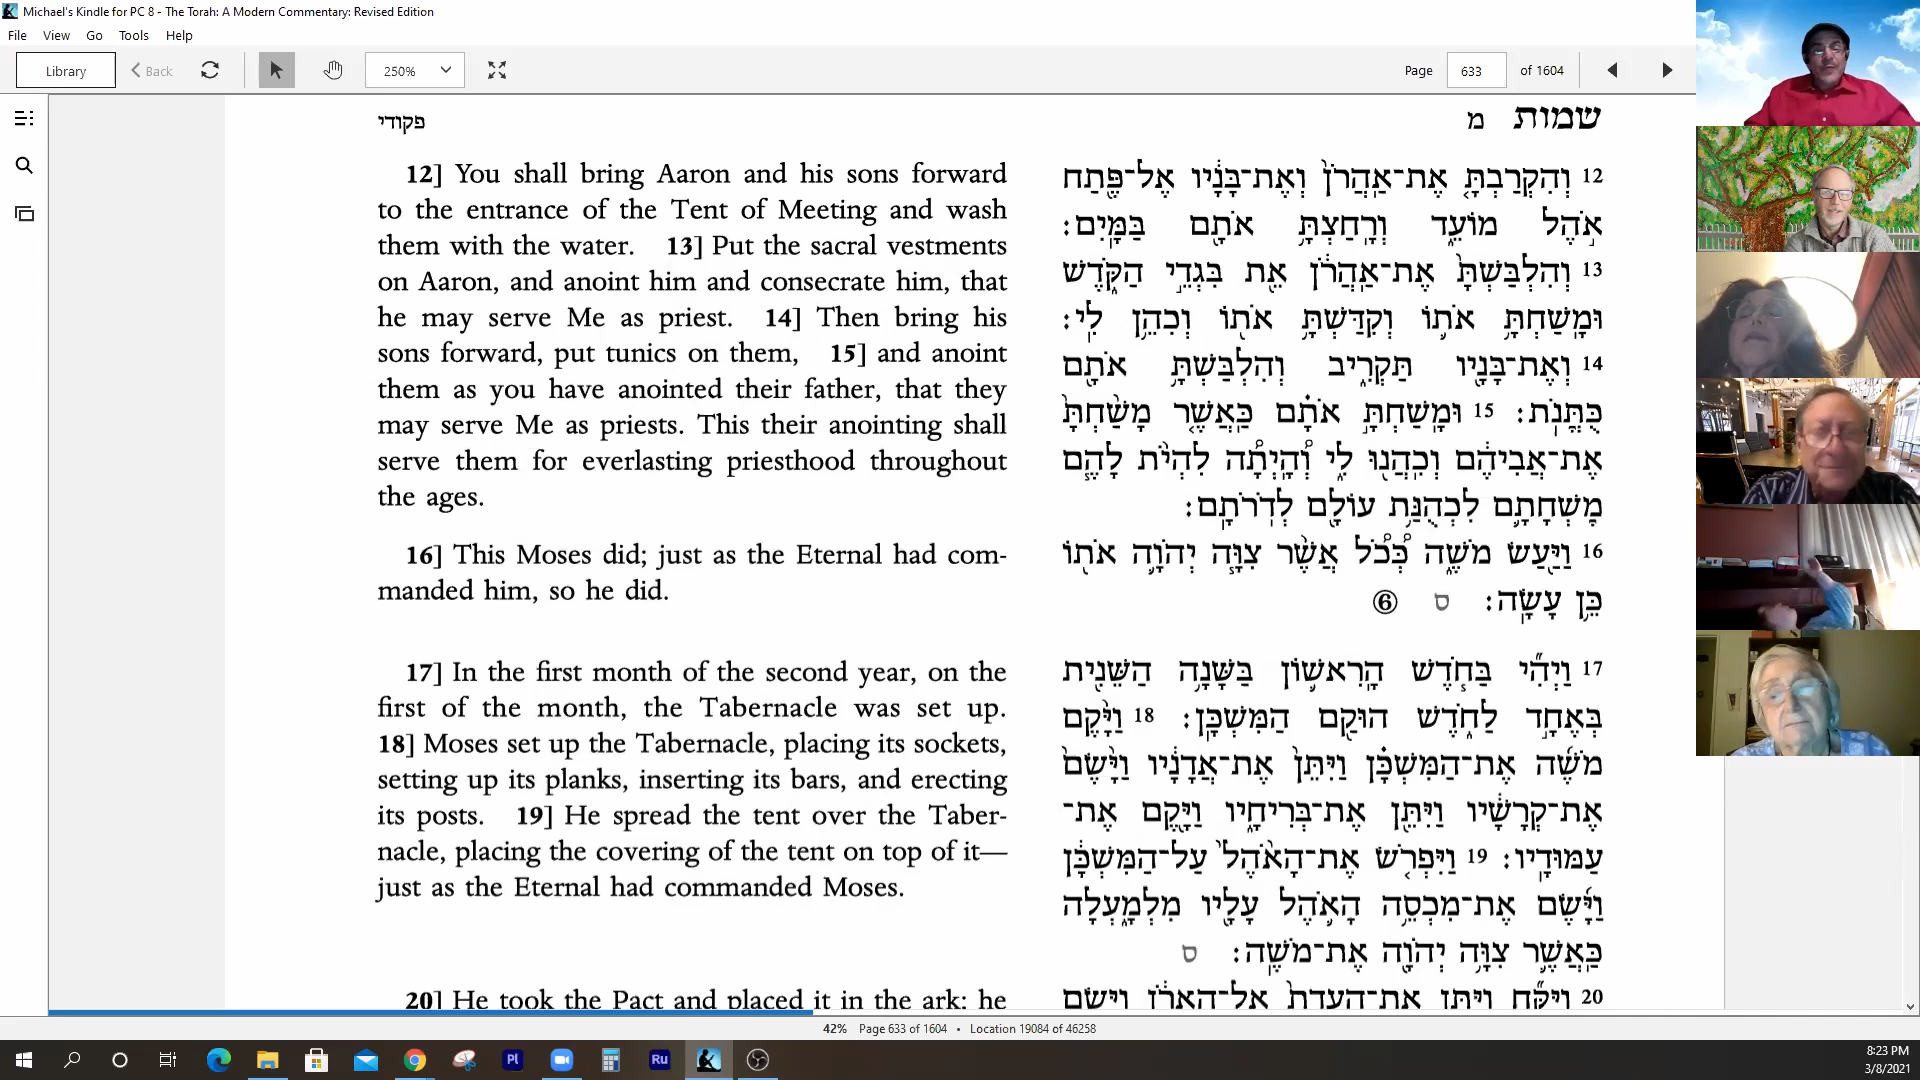 Michael's Kindle for PC 8 - The Torah: A Modern Commentary: Revised Edition
File View Go Tools Help
Library Back 250% Page 633 of 1604
פקודי
שמות מ
12] You shall bring Aaron and his sons forward
to the entrance of the Tent of Meeting and wash
them with the water. 13] Put the sacral vestments
on Aaron, and anoint him and consecrate him, that
he may serve Me as priest. 14] Then bring his
sons forward, put tunics on them, 15] and anoint
them as you have anointed their father, that they
may serve Me as priests. This their anointing shall
serve them for everlasting priesthood throughout
the ages.
16] This Moses did; just as the Eternal had com-
manded him, so he did.
17] In the first month of the second year, on the
first of the month, the Tabernacle was set up.
18] Moses set up the Tabernacle, placing its sockets,
setting up its planks, inserting its bars, and erecting
its posts. 19] He spread the tent over the Taber-
nacle, placing the covering of the tent on top of it—
just as the Eternal had commanded Moses.
20] He took the Pact and placed it in the ark; he
12 וְהִקְרַבְתָּ֤ אֶֽת־אַהֲרֹן֙ וְאֶת־בָּנָ֔יו אֶל־פֶּ֖תַח
אֹ֣הֶל מוֹעֵ֑ד וְרָחַצְתָּ֥ אֹתָ֖ם בַּמָּֽיִם׃
13 וְהִלְבַּשְׁתָּ֙ אֶֽת־אַהֲרֹ֔ן אֵ֖ת בִּגְדֵ֣י הַקֹּ֑דֶשׁ
וּמָשַׁחְתָּ֥ אֹת֛וֹ וְקִדַּשְׁתָּ֥ אֹת֖וֹ וְכִהֵ֥ן לִֽי׃
14 וְאֶת־בָּנָ֖יו תַּקְרִ֑יב וְהִלְבַּשְׁתָּ֥ אֹתָ֖ם
כֻּתֳּנֹֽת׃ 15 וּמָשַׁחְתָּ֣ אֹתָ֗ם כַּאֲשֶׁ֤ר מָשַׁ֙חְתָּ֙
אֶת־אֲבִיהֶ֔ם וְכִהֲנ֖וּ לִ֑י וְ֠הָיְתָ֠ה לִהְיֹ֨ת לָהֶ֧ם
מׇשְׁחָתָ֛ם לִכְהֻנַּ֥ת עוֹלָ֖ם לְדֹרֹתָֽם׃
16 וַיַּ֖עַשׂ מֹשֶׁ֑ה כְּ֠כֹ֠ל אֲשֶׁ֨ר צִוָּ֧ה יְהֹוָ֛ה אֹת֖וֹ
כֵּ֥ן עָשָֽׂה׃ ס ⑥
17 וַיְהִ֞י בַּחֹ֧דֶשׁ הָרִאשׁ֛וֹן בַּשָּׁנָ֥ה הַשֵּׁנִ֖ית
בְּאֶחָ֣ד לַחֹ֑דֶשׁ הוּקַ֖ם הַמִּשְׁכָּֽן׃ 18 וַיָּ֨קֶם
מֹשֶׁ֜ה אֶת־הַמִּשְׁכָּ֗ן וַיִּתֵּן֙ אֶת־אֲדָנָ֔יו וַיָּ֙שֶׂם֙
אֶת־קְרָשָׁ֔יו וַיִּתֵּ֖ן אֶת־בְּרִיחָ֑יו וַיָּ֖קֶם אֶת־
עַמּוּדָֽיו׃ 19 וַיִּפְרֹ֤שׂ אֶת־הָאֹ֙הֶל֙ עַל־הַמִּשְׁכָּ֔ן
וַיָּ֜שֶׂם אֶת־מִכְסֵ֥ה הָאֹ֛הֶל עָלָ֖יו מִלְמָ֑עְלָה
כַּאֲשֶׁ֛ר צִוָּ֥ה יְהֹוָ֖ה אֶת־מֹשֶֽׁה׃ ס
20 וַיִּקַּ֞ח וַיִּתֵּ֤ן אֶת־הָעֵדֻת֙ אֶל־הָ֣אָרֹ֔ן וַיָּ֥שֶׂם
42% Page 633 of 1604 • Location 19084 of 46258
Pl Ru
8:23 PM
3/8/2021